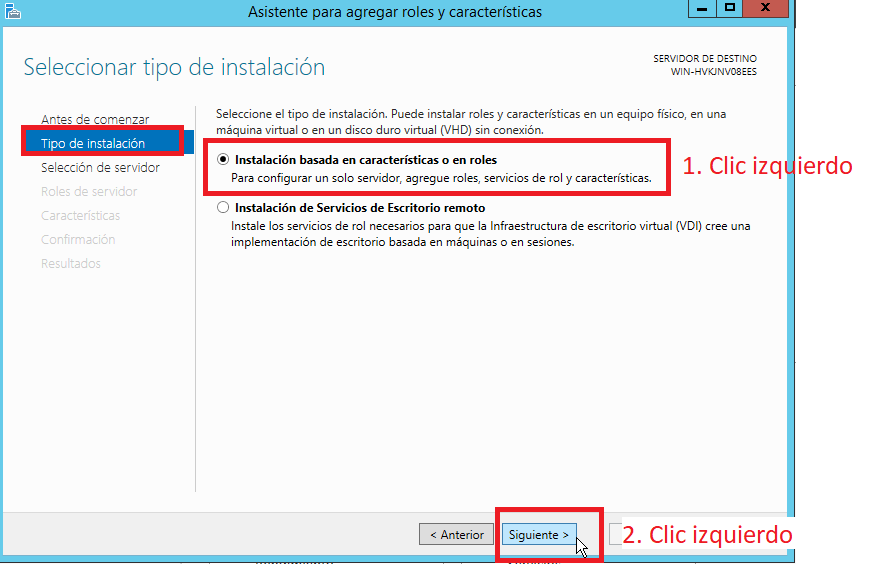 Asistente para agregar roles y características
Seleccionar tipo de instalación
SERVIDOR DE DESTINO
WIN-HVKJNV08EES
Antes de comenzar
Tipo de instalación
Selección de servidor
Roles de servidor
Características
Confirmación
Resultados
Seleccione el tipo de instalación. Puede instalar roles y características en un equipo físico, en una
máquina virtual o en un disco duro virtual (VHD) sin conexión.
Instalación basada en características o en roles
Para configurar un solo servidor, agregue roles, servicios de rol y características.
1. Clic izquierdo
Instalación de Servicios de Escritorio remoto
Instale los servicios de rol necesarios para que la Infraestructura de escritorio virtual (VDI) cree una
implementación de escritorio basada en máquinas o en sesiones.
< Anterior
Siguiente >
2. Clic izquierdo